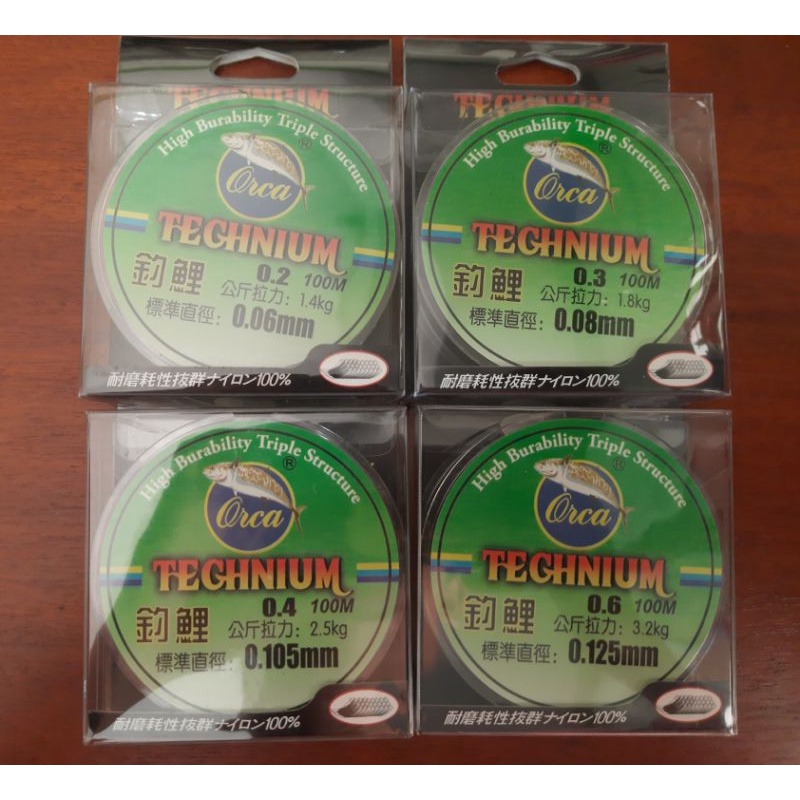 TECHNIUM
High Burability Triple Structure
®
Orca
TECHNIUM
釣鯉
0.2 100M
公斤拉力：1.4kg
標準直徑：0.06mm
耐磨耗性抜群ナイロン100%
TECHNIUM
High Burability Triple Structure
®
Orca
TECHNIUM
釣鯉
0.3 100M
公斤拉力：1.8kg
標準直徑：0.08mm
耐磨耗性抜群ナイロン100%
High Burability Triple Structure
®
Orca
TECHNIUM
釣鯉
0.4 100M
公斤拉力：2.5kg
標準直徑：0.105mm
耐磨耗性抜群ナイロン100%
High Burability Triple Structure
®
Orca
TECHNIUM
釣鯉
0.6 100M
公斤拉力：3.2kg
標準直徑：0.125mm
耐磨耗性抜群ナイロン100%